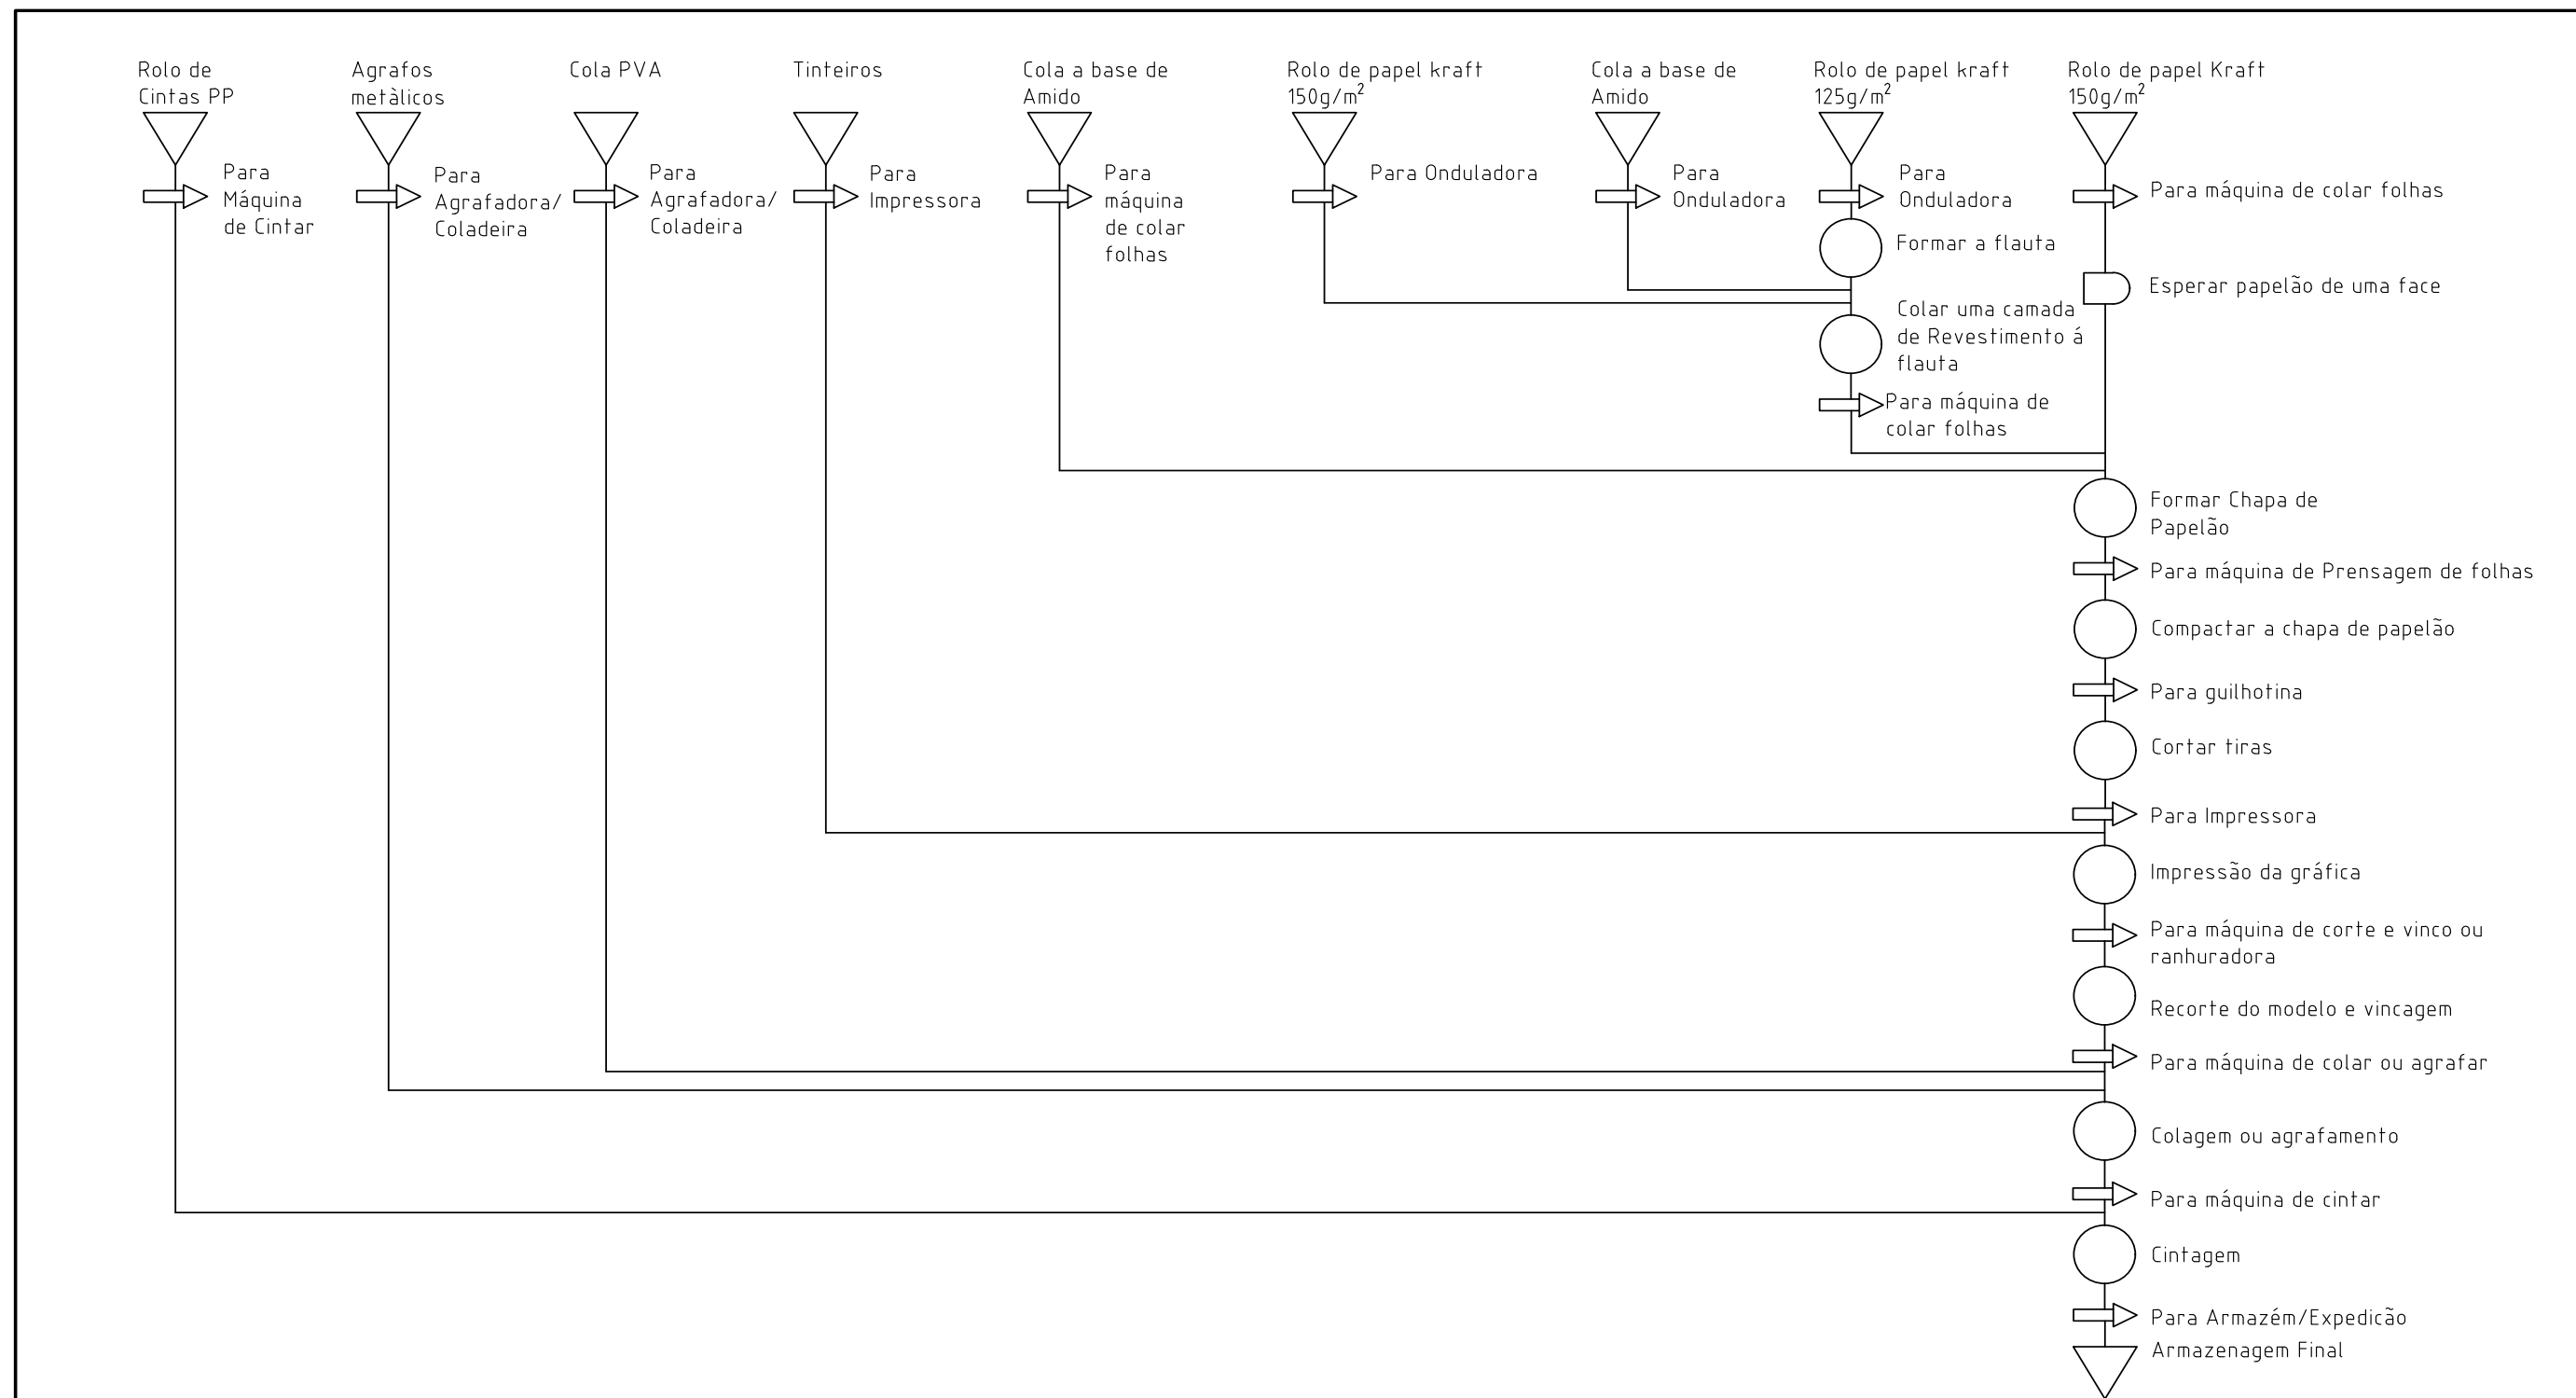 Rolo de
Cintas PP
Agrafos
metàlicos
Cola PVA
Tinteiros
Cola a base de
Amido
Rolo de papel kraft
150g/m²
Cola a base de
Amido
Rolo de papel kraft
125g/m²
Rolo de papel Kraft
150g/m²
Para
Máquina
de Cintar
Para
Agrafadora/
Coladeira
Para
Agrafadora/
Coladeira
Para
Impressora
Para
máquina
de colar
folhas
Para Onduladora
Para
Onduladora
Para
Onduladora
Para máquina de colar folhas
Formar a flauta
Esperar papelão de uma face
Colar uma camada
de Revestimento á
flauta
Para máquina de
colar folhas
Formar Chapa de
Papelão
Para máquina de Prensagem de folhas
Compactar a chapa de papelão
Para guilhotina
Cortar tiras
Para Impressora
Impressão da gráfica
Para máquina de corte e vinco ou
ranhuradora
Recorte do modelo e vincagem
Para máquina de colar ou agrafar
Colagem ou agrafamento
Para máquina de cintar
Cintagem
Para Armazém/Expedicão
Armazenagem Final